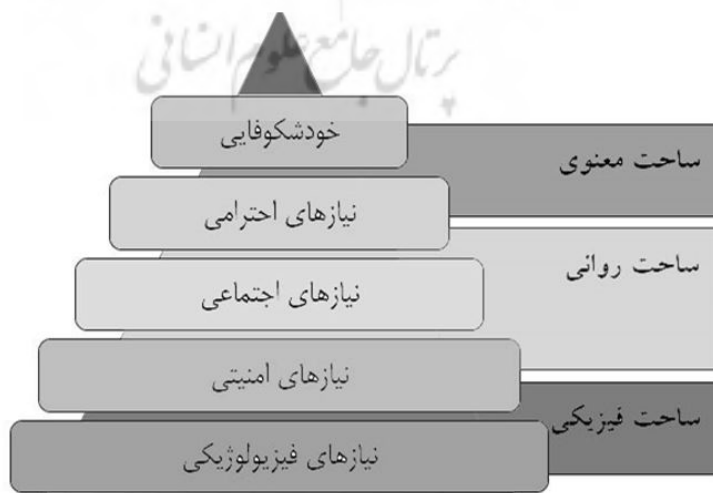 پرتال جامع علوم انسانی
خودشکوفایی
ساحت معنوی
نیازهای احترامی
ساحت روانی
نیازهای اجتماعی
نیازهای امنیتی
ساحت فیزیکی
نیازهای فیزیولوژیکی